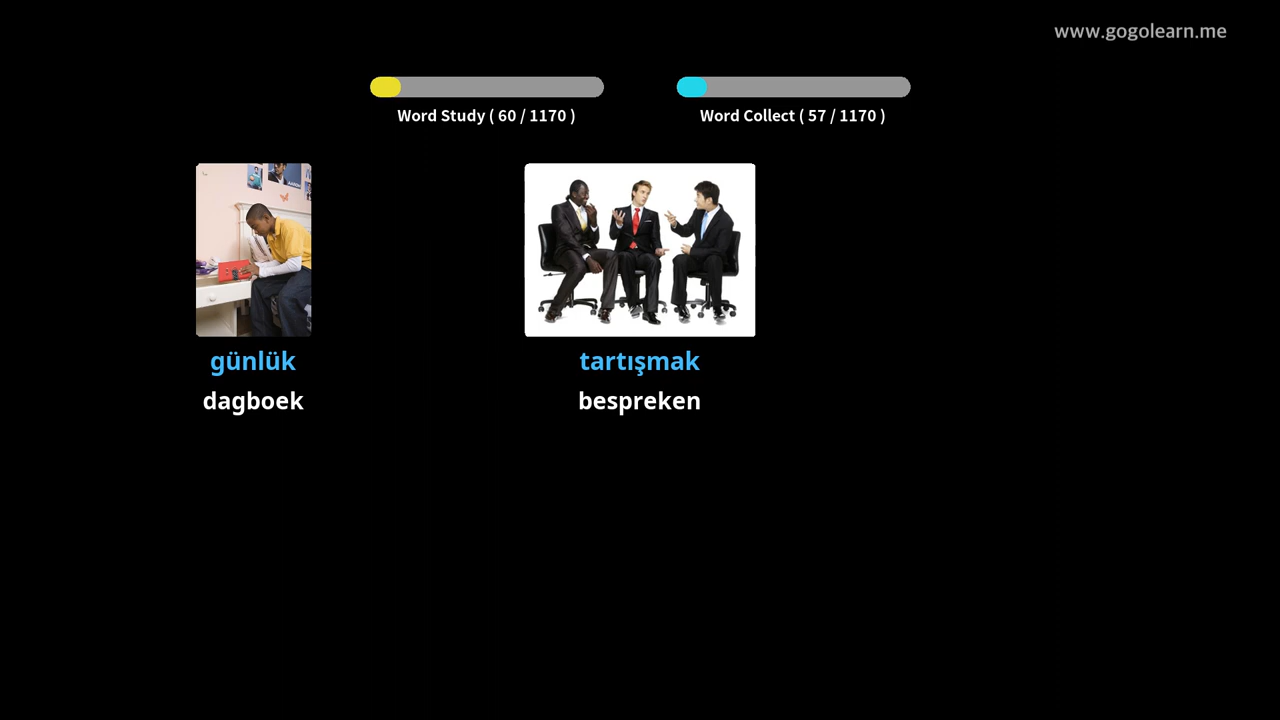 www.gogolearn.me
Word Study ( 60 / 1170 )
Word Collect ( 57 / 1170 )
günlük
dagboek
tartışmak
bespreken